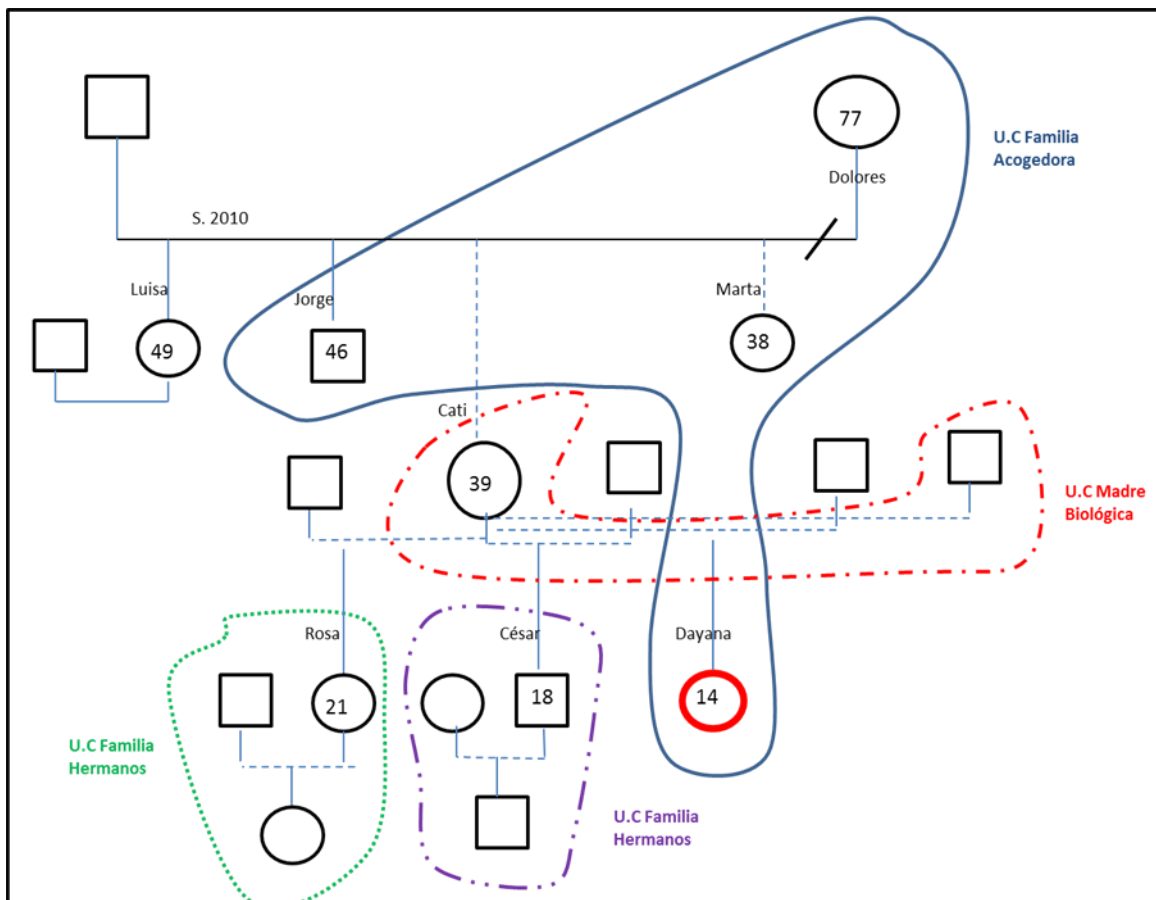 77
U.C Familia
Acogedora
Dolores
S. 2010
Luisa
Jorge
Marta
49
46
38
Cati
39
U.C Madre
Biológica
Rosa
César
Dayana
21
18
14
U.C Familia
Hermanos
U.C Familia
Hermanos